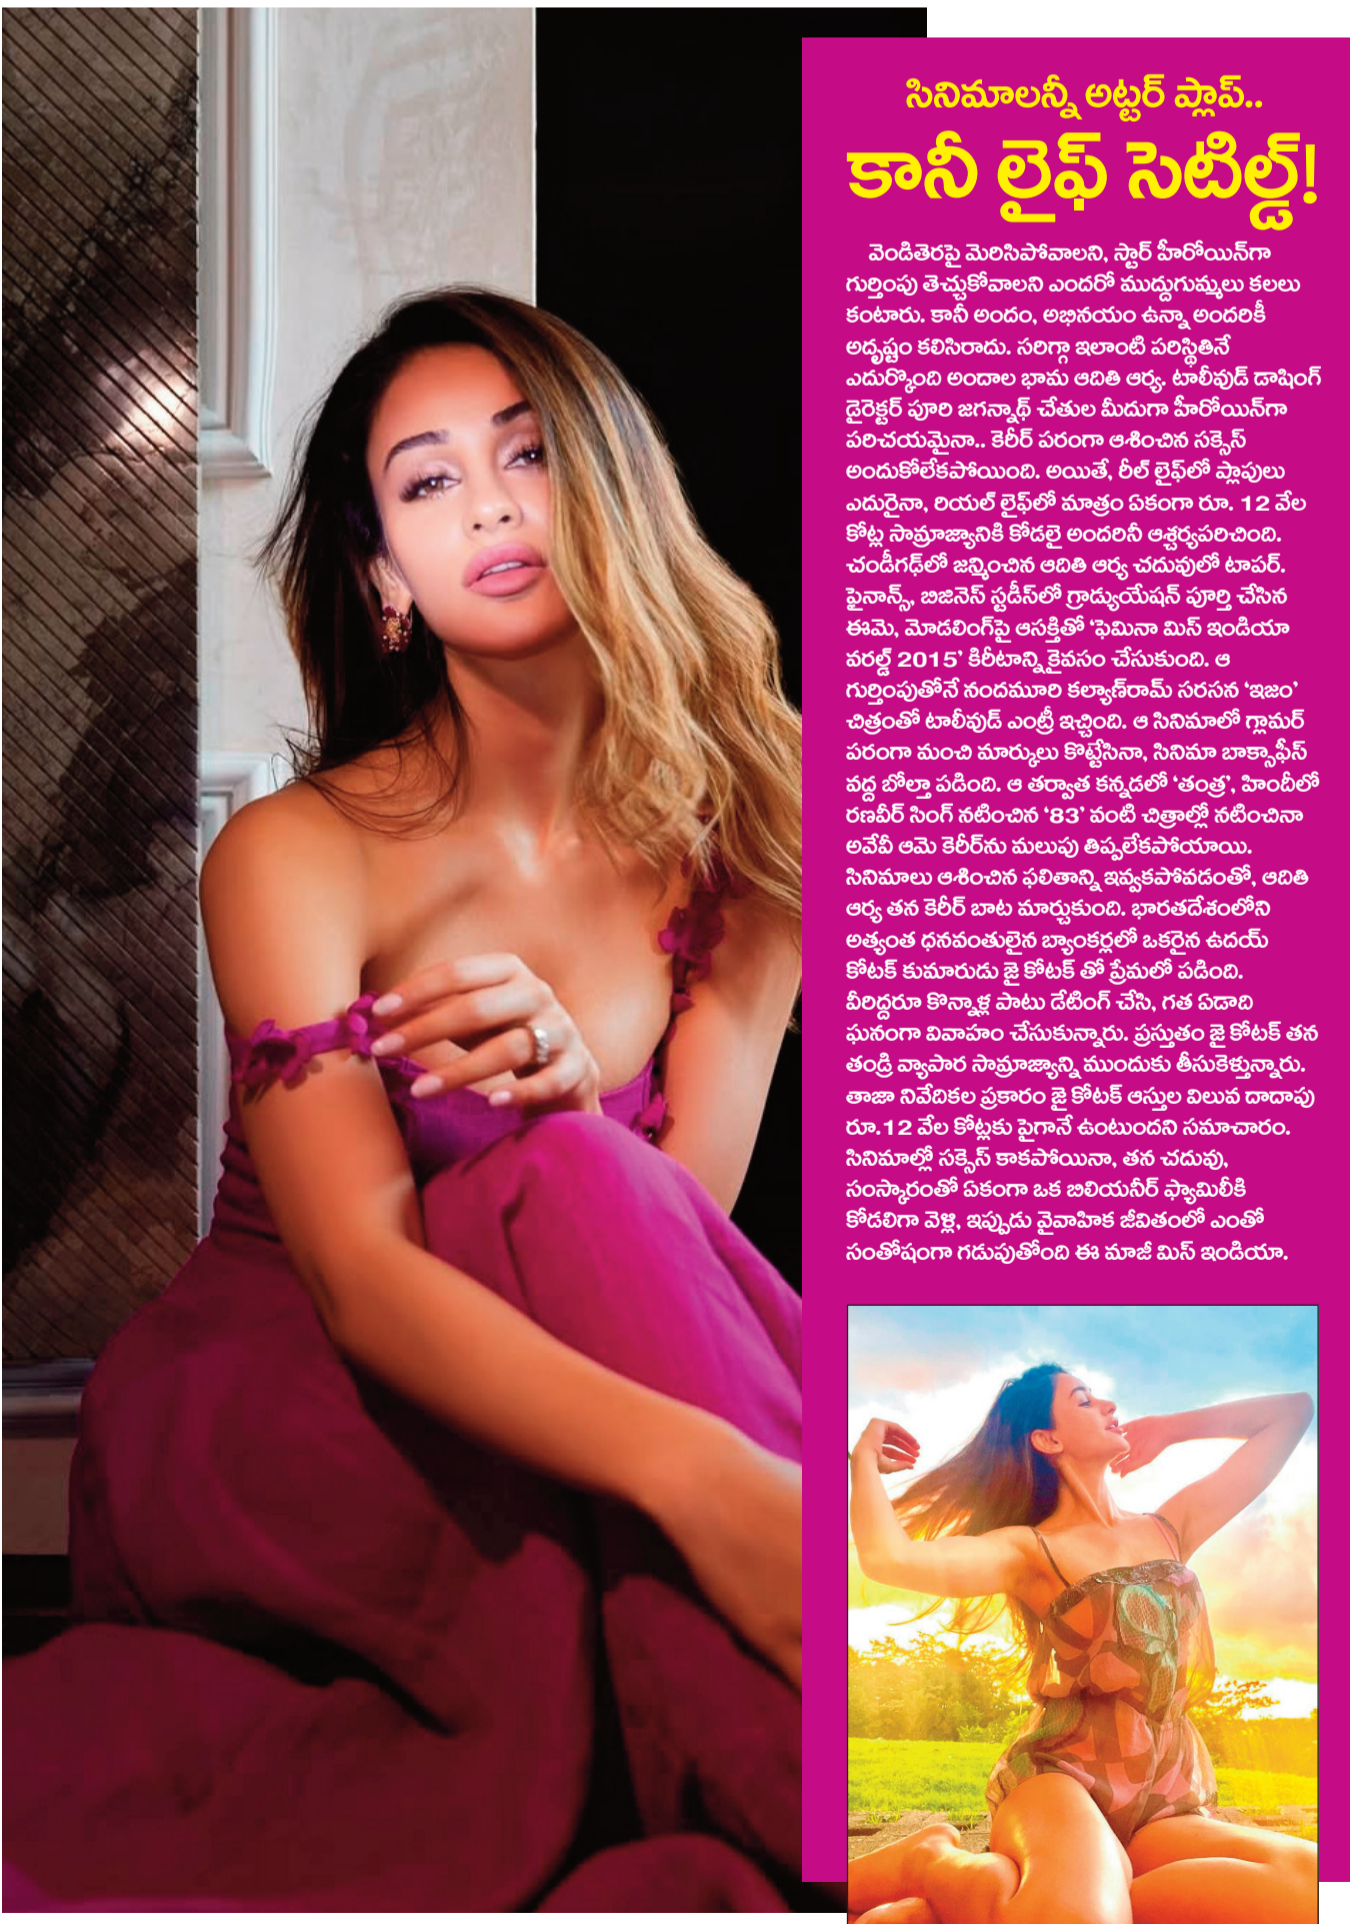 సినిమాలన్నీ అట్టర్ ప్లాప్..
కానీ లైఫ్ సెటిల్డ్!
వెండితెరపై మెరిసిపోవాలని, స్టార్ హీరోయిన్‌గా
గుర్తింపు తెచ్చుకోవాలని ఎందరో ముద్దుగుమ్మలు కలలు
కంటారు. కానీ అందం, అభినయం ఉన్నా అందరికీ
అదృష్టం కలిసిరాదు. సరిగ్గా ఇలాంటి పరిస్థితినే
ఎదుర్కొంది అందాల భామ ఆదితి ఆర్య. టాలీవుడ్ డాషింగ్
డైరెక్టర్ పూరి జగన్నాథ్ చేతుల మీదుగా హీరోయిన్‌గా
పరిచయమైనా.. కెరీర్ పరంగా ఆశించిన సక్సెస్
అందుకోలేకపోయింది. అయితే, రీల్ లైఫ్‌లో ప్లాపులు
ఎదురైనా, రియల్ లైఫ్‌లో మాత్రం ఏకంగా రూ. 12 వేల
కోట్ల సామ్రాజ్యానికి కోడలై అందరినీ ఆశ్చర్యపరిచింది.
చండీగఢ్‌లో జన్మించిన ఆదితి ఆర్య చదువులో టాపర్.
ఫైనాన్స్, బిజినెస్ స్టడీస్‌లో గ్రాడ్యుయేషన్ పూర్తి చేసిన
ఈమె, మోడలింగ్‌పై ఆసక్తితో ‘ఫెమినా మిస్ ఇండియా
వరల్డ్ 2015’ కిరీటాన్ని కైవసం చేసుకుంది. ఆ
గుర్తింపుతోనే నందమూరి కల్యాణ్‌రామ్ సరసన ‘ఇజం’
చిత్రంతో టాలీవుడ్ ఎంట్రీ ఇచ్చింది. ఆ సినిమాలో గ్లామర్
పరంగా మంచి మార్కులు కొట్టేసినా, సినిమా బాక్సాఫీస్
వద్ద బోల్తా పడింది. ఆ తర్వాత కన్నడలో ‘తంత్ర’, హిందీలో
రణవీర్ సింగ్ నటించిన ‘83’ వంటి చిత్రాల్లో నటించినా
అవేవీ ఆమె కెరీర్‌ను మలుపు తిప్పలేకపోయాయి.
సినిమాలు ఆశించిన ఫలితాన్ని ఇవ్వకపోవడంతో, ఆదితి
ఆర్య తన కెరీర్ బాట మార్చుకుంది. భారతదేశంలోని
అత్యంత ధనవంతులైన బ్యాంకర్లలో ఒకరైన ఉదయ్
కోటక్ కుమారుడు జై కోటక్ తో ప్రేమలో పడింది.
వీరిద్దరూ కొన్నాళ్ల పాటు డేటింగ్ చేసి, గత ఏడాది
ఘనంగా వివాహం చేసుకున్నారు. ప్రస్తుతం జై కోటక్ తన
తండ్రి వ్యాపార సామ్రాజ్యాన్ని ముందుకు తీసుకెళ్తున్నారు.
తాజా నివేదికల ప్రకారం జై కోటక్ ఆస్తుల విలువ దాదాపు
రూ.12 వేల కోట్లకు పైగానే ఉంటుందని సమాచారం.
సినిమాల్లో సక్సెస్ కాకపోయినా, తన చదువు,
సంస్కారంతో ఏకంగా ఒక బిలియనీర్ ఫ్యామిలీకి
కోడలిగా వెళ్లి, ఇప్పుడు వైవాహిక జీవితంలో ఎంతో
సంతోషంగా గడుపుతోంది ఈ మాజీ మిస్ ఇండియా.